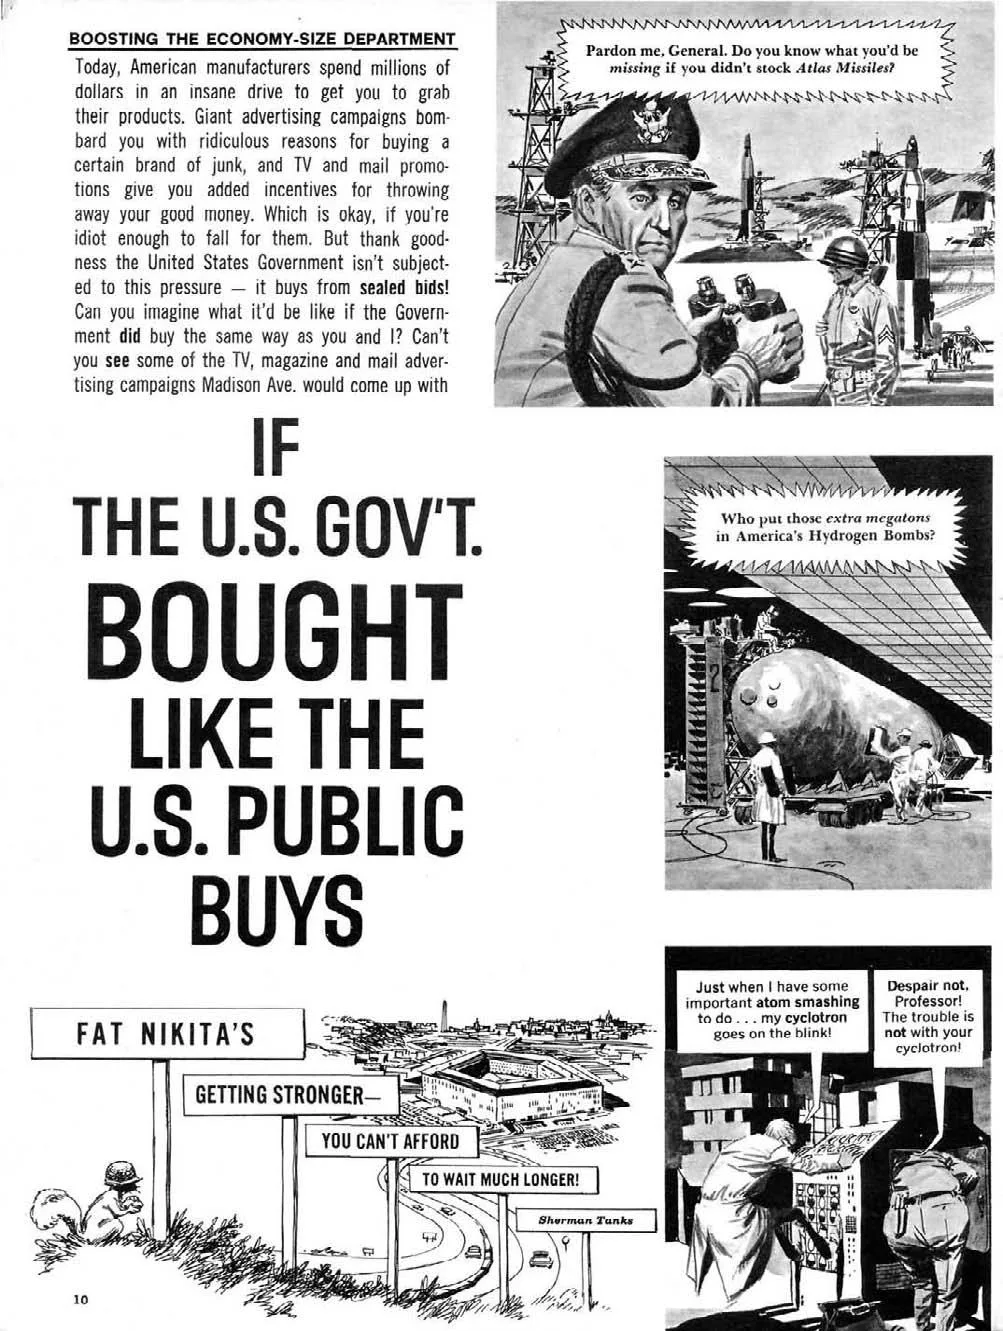 BOOSTING THE ECONOMY-SIZE DEPARTMENT
Today, American manufacturers spend millions of
dollars in an insane drive to get you to grab
their products. Giant advertising campaigns bom-
bard you with ridiculous reasons for buying a
certain brand of junk, and TV and mail promo-
tions give you added incentives for throwing
away your good money. Which is okay, if you're
idiot enough to fall for them. But thank good-
ness the United States Government isn't subject-
ed to this pressure — it buys from sealed bids!
Can you imagine what it'd be like if the Govern-
ment did buy the same way as you and I? Can't
you see some of the TV, magazine and mail adver-
tising campaigns Madison Ave. would come up with
IF
THE U.S. GOV'T.
BOUGHT
LIKE THE
U.S. PUBLIC
BUYS
Pardon me, General. Do you know what you'd be
missing if you didn't stock Atlas Missiles?
Who put those extra megatons
in America's Hydrogen Bombs?
FAT NIKITA'S
GETTING STRONGER—
YOU CAN'T AFFORD
TO WAIT MUCH LONGER!
Sherman Tanks
Just when I have some
important atom smashing
to do . . . my cyclotron
goes on the blink!
Despair not,
Professor!
The trouble is
not with your
cyclotron!
10